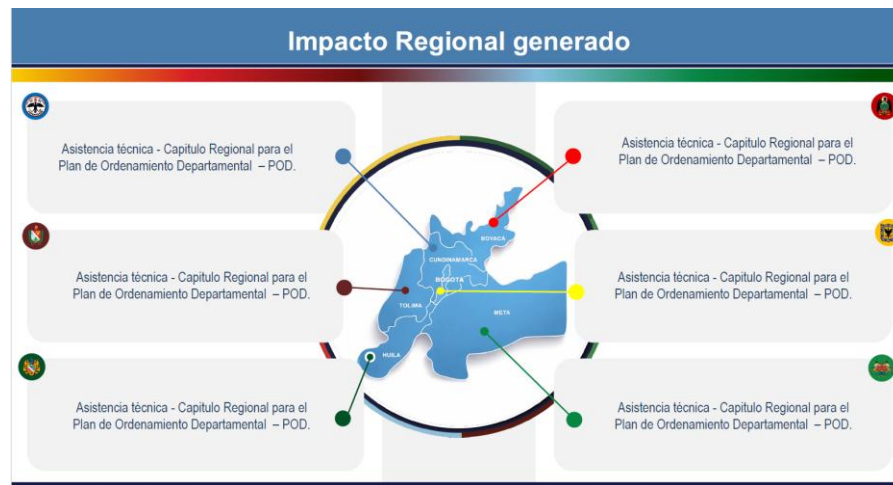 Impacto Regional generado
Asistencia técnica - Capitulo Regional para el
Plan de Ordenamiento Departamental – POD.
Asistencia técnica - Capitulo Regional para el
Plan de Ordenamiento Departamental – POD.
Asistencia técnica - Capitulo Regional para el
Plan de Ordenamiento Departamental – POD.
BOYACÁ
CUNDINAMARCA
BOGOTÁ
TOLIMA
META
HUILA
Asistencia técnica - Capitulo Regional para el
Plan de Ordenamiento Departamental – POD.
Asistencia técnica - Capitulo Regional para el
Plan de Ordenamiento Departamental – POD.
Asistencia técnica - Capitulo Regional para el
Plan de Ordenamiento Departamental – POD.